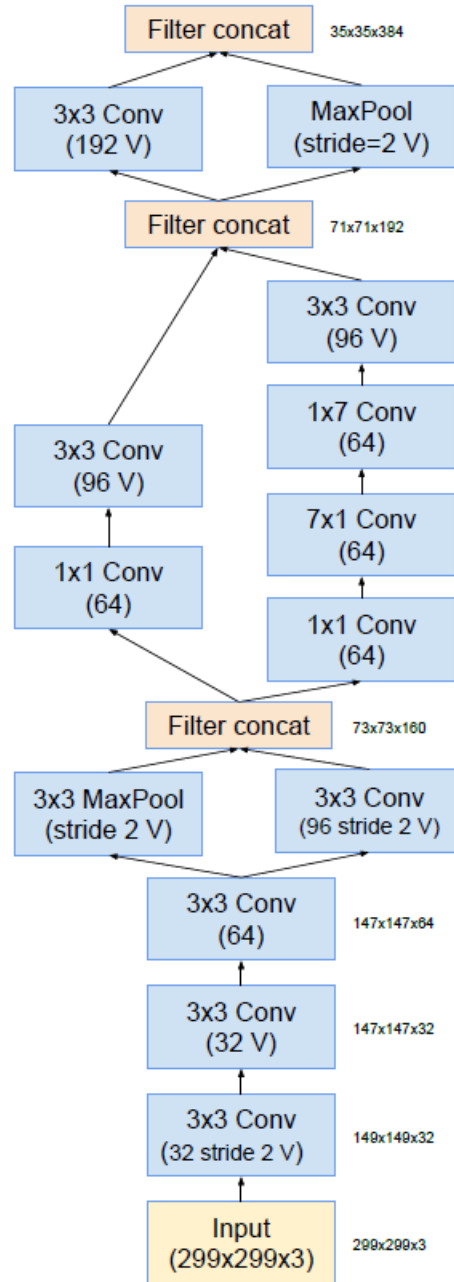 Filter concat
35x35x384
3x3 Conv
(192 V)
MaxPool
(stride=2 V)
Filter concat
71x71x192
3x3 Conv
(96 V)
1x7 Conv
(64)
3x3 Conv
(96 V)
7x1 Conv
(64)
1x1 Conv
(64)
1x1 Conv
(64)
Filter concat
73x73x160
3x3 MaxPool
(stride 2 V)
3x3 Conv
(96 stride 2 V)
3x3 Conv
(64)
147x147x64
3x3 Conv
(32 V)
147x147x32
3x3 Conv
(32 stride 2 V)
149x149x32
Input
(299x299x3)
299x299x3